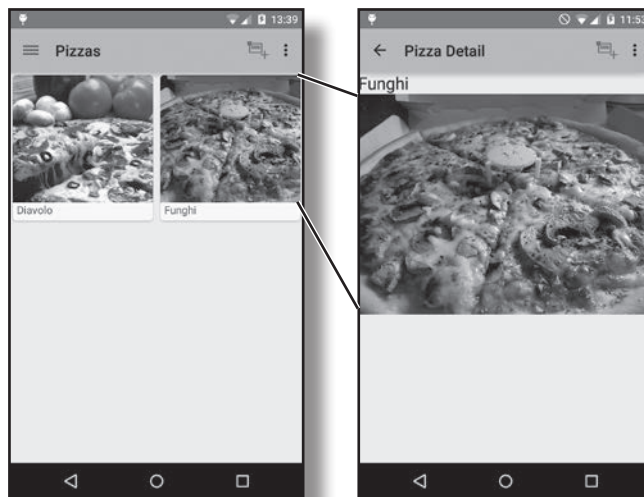 13:39
Pizzas
Diavolo
Funghi
11:53
Pizza Detail
Funghi